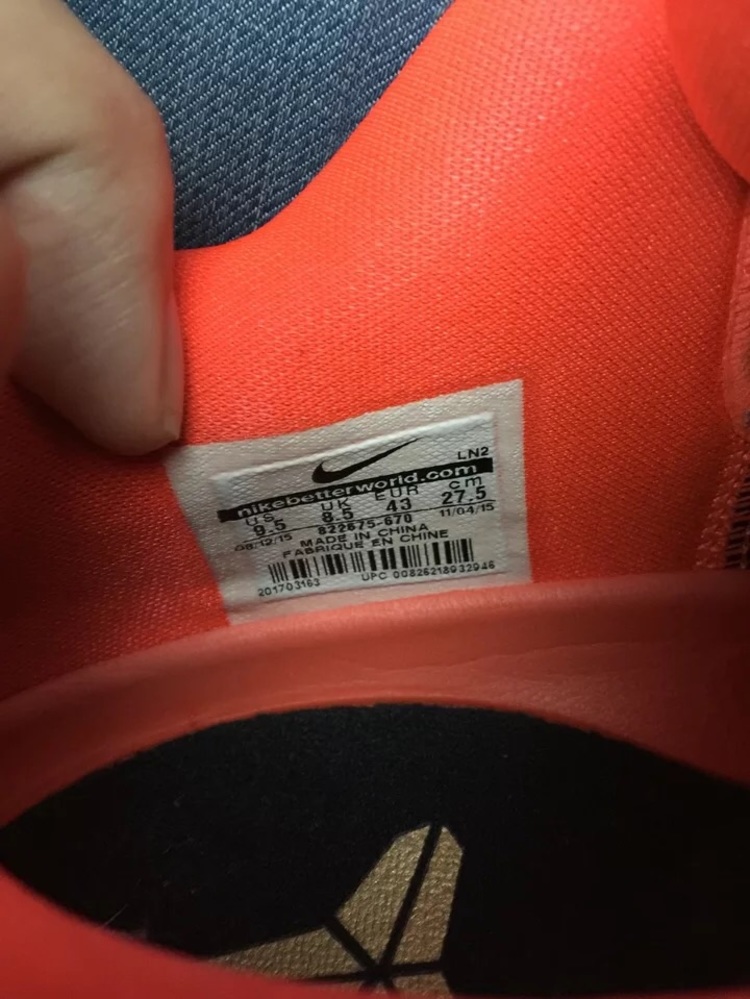 LN2
nikebetterworld.com
US UK EUR cm
9.5 8.5 43 27.5
08/12/15 822675-670 11/04/15
MADE IN CHINA
FABRIQUE EN CHINE
201703163 UPC 00826218932946